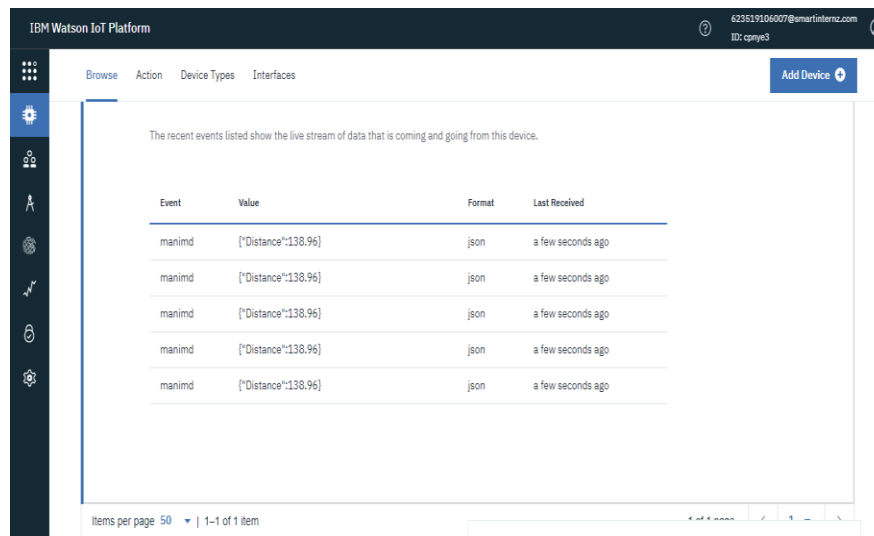 IBM Watson IoT Platform
623519106007@smartinternz.com
ID: cpnye3
Browse Action Device Types Interfaces
Add Device
The recent events listed show the live stream of data that is coming and going from this device.
Event Value Format Last Received
manimd {"Distance":138.96} json a few seconds ago
manimd {"Distance":138.96} json a few seconds ago
manimd {"Distance":138.96} json a few seconds ago
manimd {"Distance":138.96} json a few seconds ago
manimd {"Distance":138.96} json a few seconds ago
Items per page 50 | 1–1 of 1 item
1 of 1 page 1